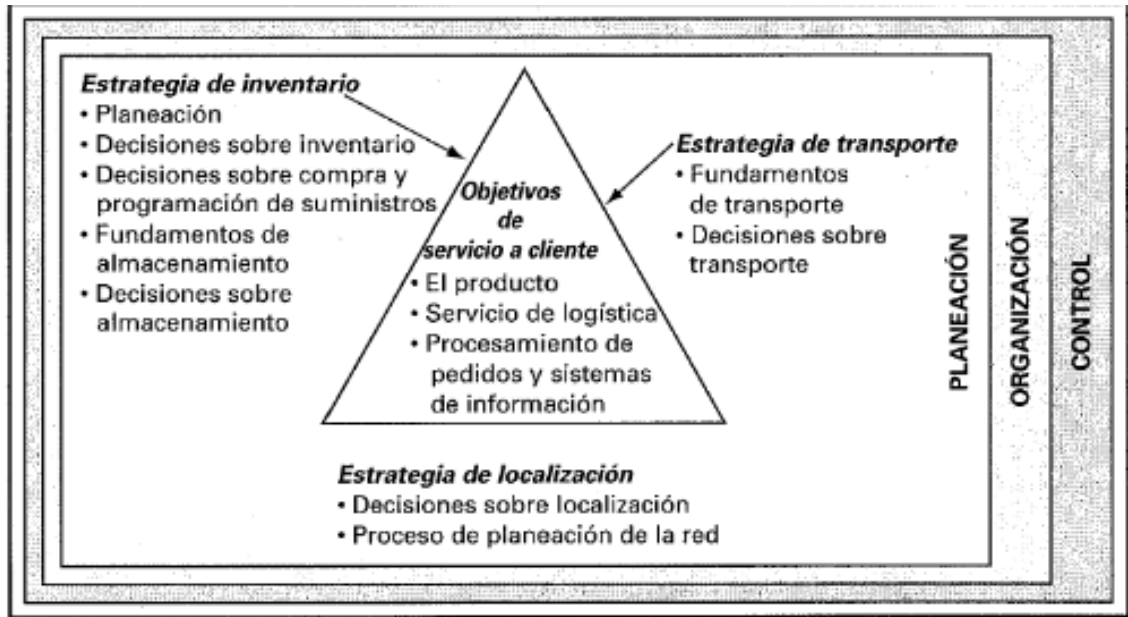 Estrategia de inventario
• Planeación
• Decisiones sobre inventario
• Decisiones sobre compra y
programación de suministros
• Fundamentos de
almacenamiento
• Decisiones sobre
almacenamiento
Objetivos
de
servicio a cliente
• El producto
• Servicio de logística
• Procesamiento de
pedidos y sistemas
de información
Estrategia de transporte
• Fundamentos
de transporte
• Decisiones sobre
transporte
Estrategia de localización
• Decisiones sobre localización
• Proceso de planeación de la red
PLANEACIÓN
ORGANIZACIÓN
CONTROL